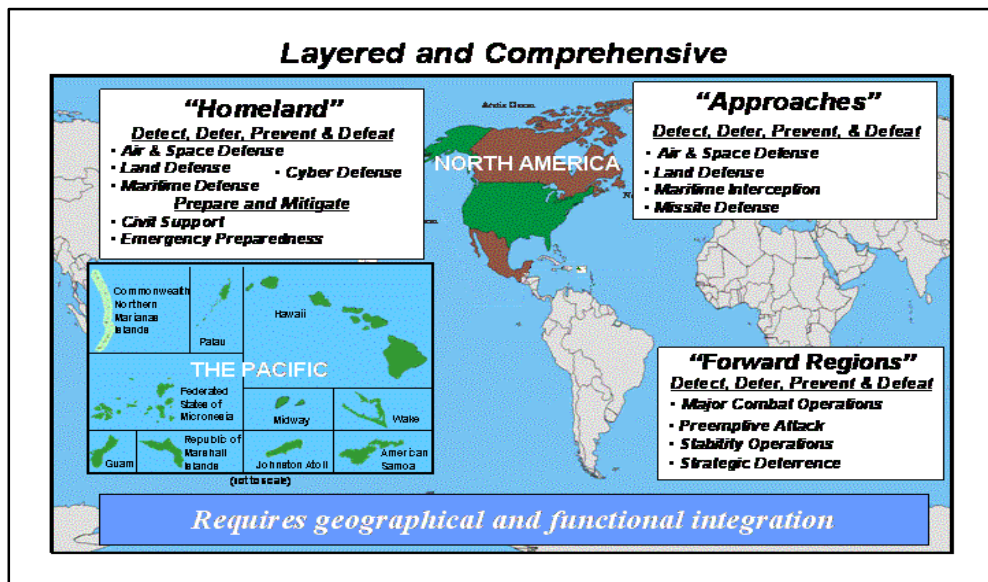 Layered and Comprehensive
“Homeland”
Detect, Deter, Prevent & Defeat
· Air & Space Defense
· Land Defense
· Cyber Defense
· Maritime Defense
Prepare and Mitigate
· Civil Support
· Emergency Preparedness
Arctic Ocean
NORTH AMERICA
“Approaches”
Detect, Deter, Prevent, & Defeat
· Air & Space Defense
· Land Defense
· Maritime Interception
· Missile Defense
Commonwealth
Northern
Marianas
Islands
Palau
Hawaii
THE PACIFIC
Federated
States of
Micronesia
Midway
Wake
Guam
Republic of
Marshall
Islands
Johnston Atoll
American
Samoa
(not to scale)
“Forward Regions”
Detect, Deter, Prevent & Defeat
· Major Combat Operations
· Preemptive Attack
· Stability Operations
· Strategic Deterrence
Requires geographical and functional integration